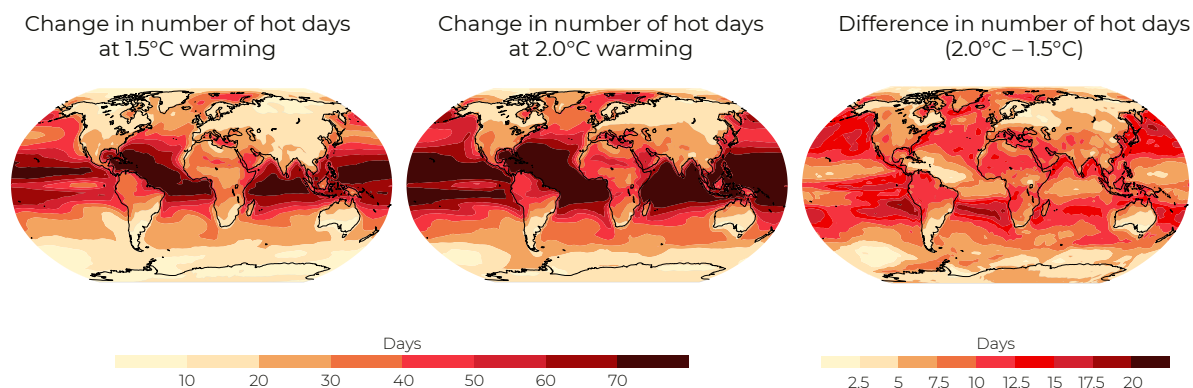 Change in number of hot days
at 1.5°C warming
Change in number of hot days
at 2.0°C warming
Difference in number of hot days
(2.0°C – 1.5°C)
Days
10 20 30 40 50 60 70
Days
2.5 5 7.5 10 12.5 15 17.5 20